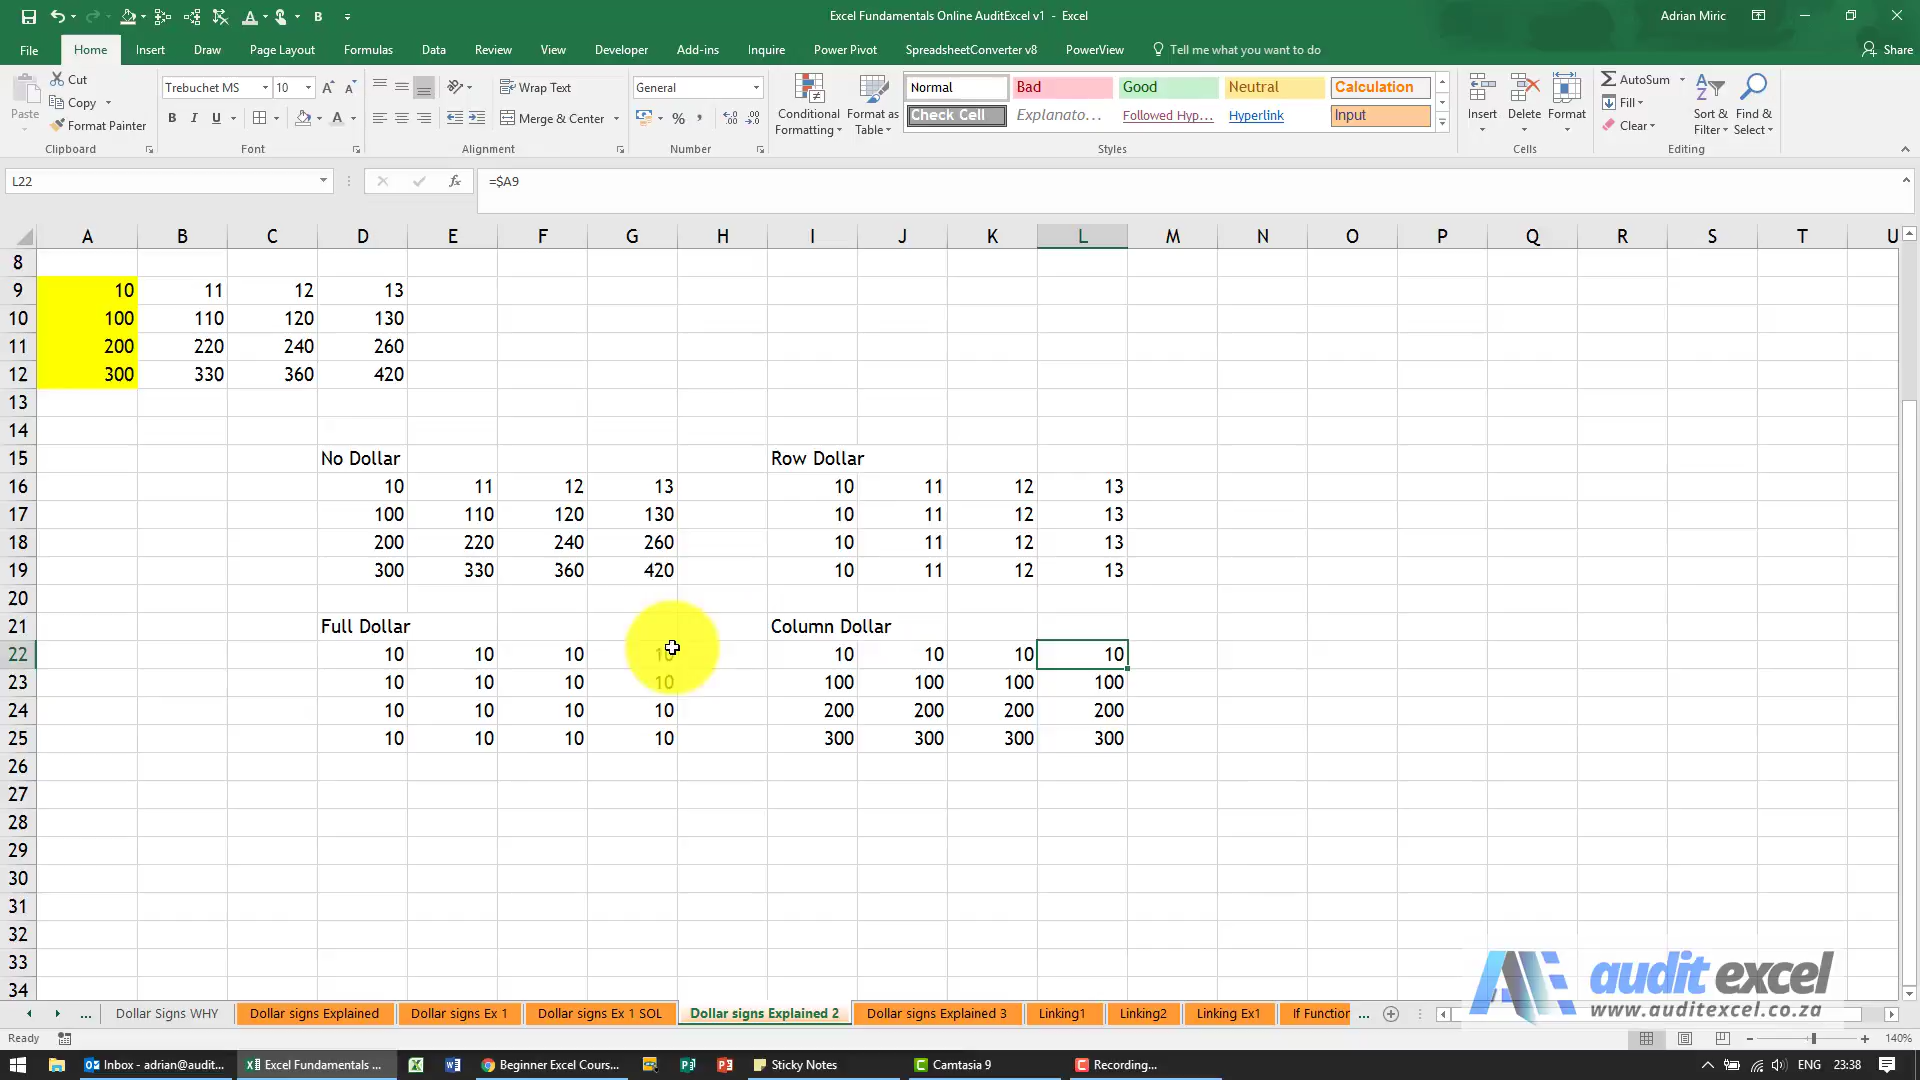 Excel Fundamentals Online AuditExcel v1 - Excel
Adrian Miric
File Home Insert Draw Page Layout Formulas Data Review View Developer Add-ins Inquire Power Pivot SpreadsheetConverter v8 PowerView Tell me what you want to do Share
Paste
Cut
Copy
Format Painter
Clipboard
Trebuchet MS 10
B I U
Font
Wrap Text
Merge & Center
Alignment
General
%
Number
Conditional Formatting
Format as Table
Normal Bad Good Neutral Calculation
Check Cell Explanato... Followed Hyp... Hyperlink Input
Styles
Insert Delete Format
Cells
AutoSum
Fill
Clear
Sort & Filter
Find & Select
Editing
L22 fx =$A9
A B C D E F G H I J K L M N O P Q R S T U
8
9 10 11 12 13
10 100 110 120 130
11 200 220 240 260
12 300 330 360 420
13
14
15 No Dollar Row Dollar
16 10 11 12 13 10 11 12 13
17 100 110 120 130 10 11 12 13
18 200 220 240 260 10 11 12 13
19 300 330 360 420 10 11 12 13
20
21 Full Dollar Column Dollar
22 10 10 10 10 10 10 10 10
23 10 10 10 10 100 100 100 100
24 10 10 10 10 200 200 200 200
25 10 10 10 10 300 300 300 300
26
27
28
29
30
31
32
33
34
audit excel
www.auditexcel.co.za
... Dollar Signs WHY Dollar signs Explained Dollar signs Ex 1 Dollar signs Ex 1 SOL Dollar signs Explained 2 Dollar signs Explained 3 Linking1 Linking2 Linking Ex1 If Function ...
Ready 140%
Inbox - adrian@audit... Excel Fundamentals ... Beginner Excel Cours... Sticky Notes Camtasia 9 Recording... ENG 23:38